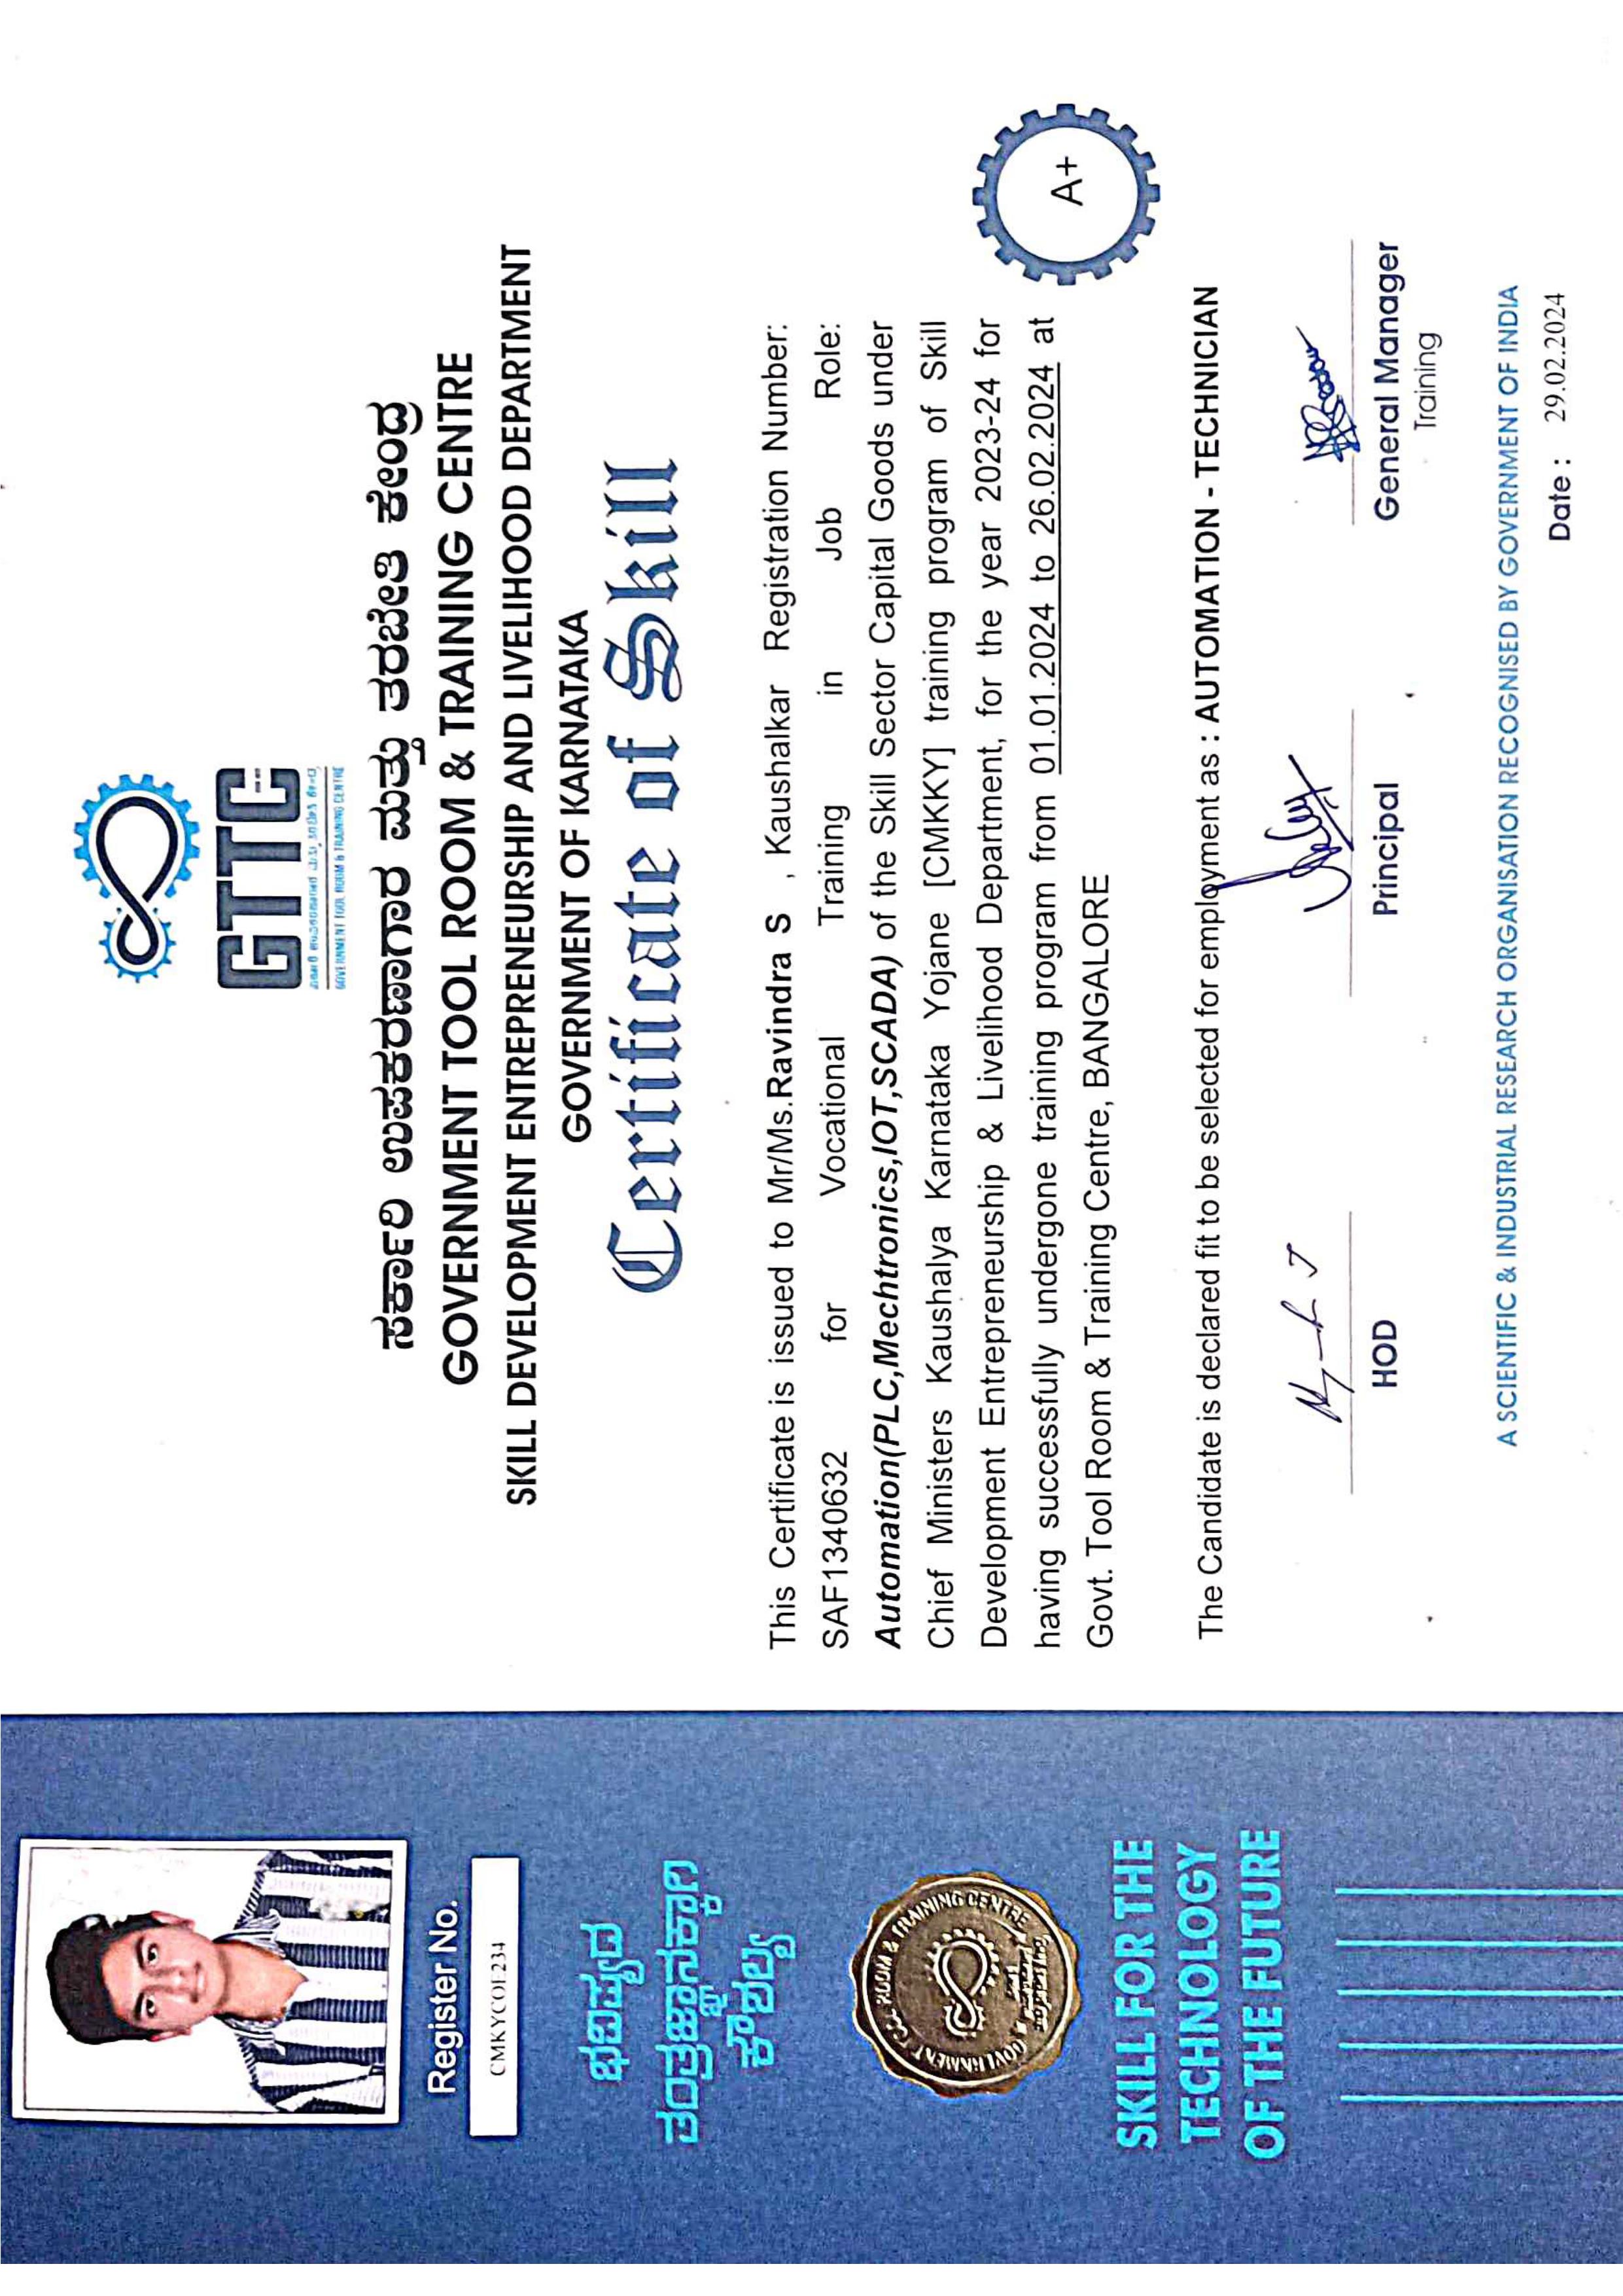 Register No.
CMKYCOE234
ಭವಿಷ್ಯದ
ತಂತ್ರಜ್ಞಾನಕ್ಕಾಗಿ
ಕೌಶಲ್ಯ
GOVERNMENT TOOL ROOM & TRAINING CENTRE
SKILL FOR THE
TECHNOLOGY
OF THE FUTURE
GTTC
GOVERNMENT TOOL ROOM & TRAINING CENTRE
ಸರ್ಕಾರಿ ಉಪಕರಣಾಗಾರ ಮತ್ತು ತರಬೇತಿ ಕೇಂದ್ರ
GOVERNMENT TOOL ROOM & TRAINING CENTRE
SKILL DEVELOPMENT ENTREPRENEURSHIP AND LIVELIHOOD DEPARTMENT
GOVERNMENT OF KARNATAKA
Certificate of Skill
This Certificate is issued to Mr/Ms.Ravindra S , Kaushalkar Registration Number:
SAF1340632 for Vocational Training in Job Role:
Automation(PLC,Mechtronics,IOT,SCADA) of the Skill Sector Capital Goods under
Chief Ministers Kaushalya Karnataka Yojane [CMKKY] training program of Skill
Development Entrepreneurship & Livelihood Department, for the year 2023-24 for
having successfully undergone training program from 01.01.2024 to 26.02.2024 at
Govt. Tool Room & Training Centre, BANGALORE
A+
The Candidate is declared fit to be selected for employment as : AUTOMATION - TECHNICIAN
HOD
Principal
General Manager
Training
A SCIENTIFIC & INDUSTRIAL RESEARCH ORGANISATION RECOGNISED BY GOVERNMENT OF INDIA
Date : 29.02.2024